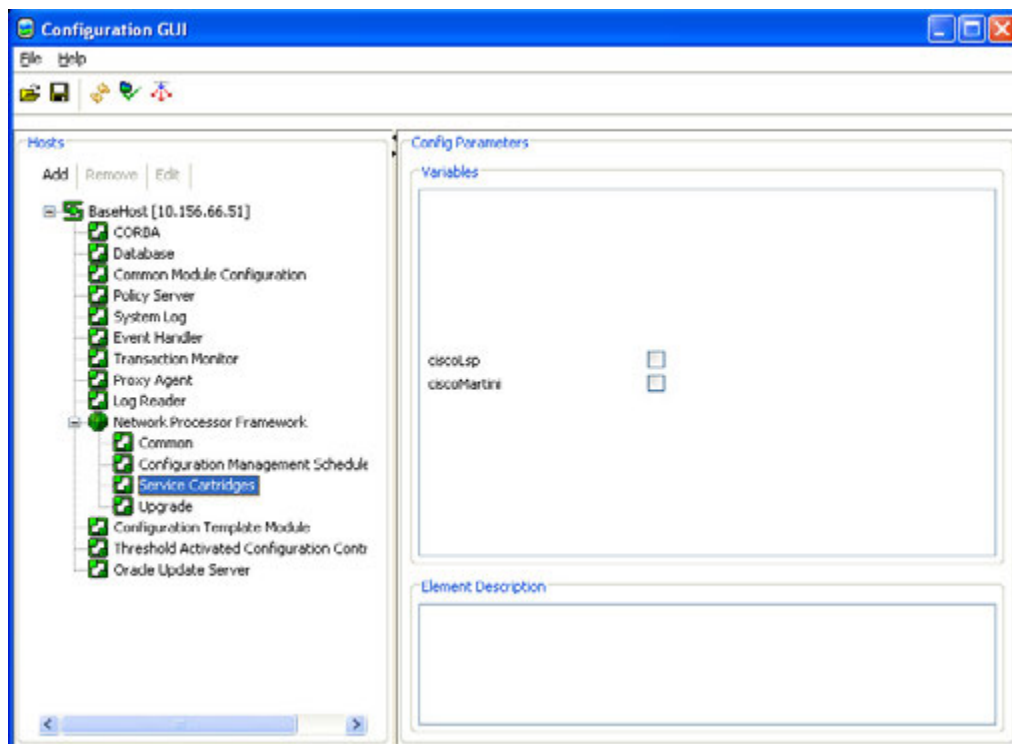 Configuration GUI
File Help
Hosts
Add Remove Edit
BaseHost [10.156.66.51]
CORBA
Database
Common Module Configuration
Policy Server
System Log
Event Handler
Transaction Monitor
Proxy Agent
Log Reader
Network Processor Framework
Common
Configuration Management Schedule
Service Cartridges
Upgrade
Configuration Template Module
Threshold Activated Configuration Contr
Oracle Update Server
Config Parameters
Variables
ciscoLsp
ciscoMartini
Element Description